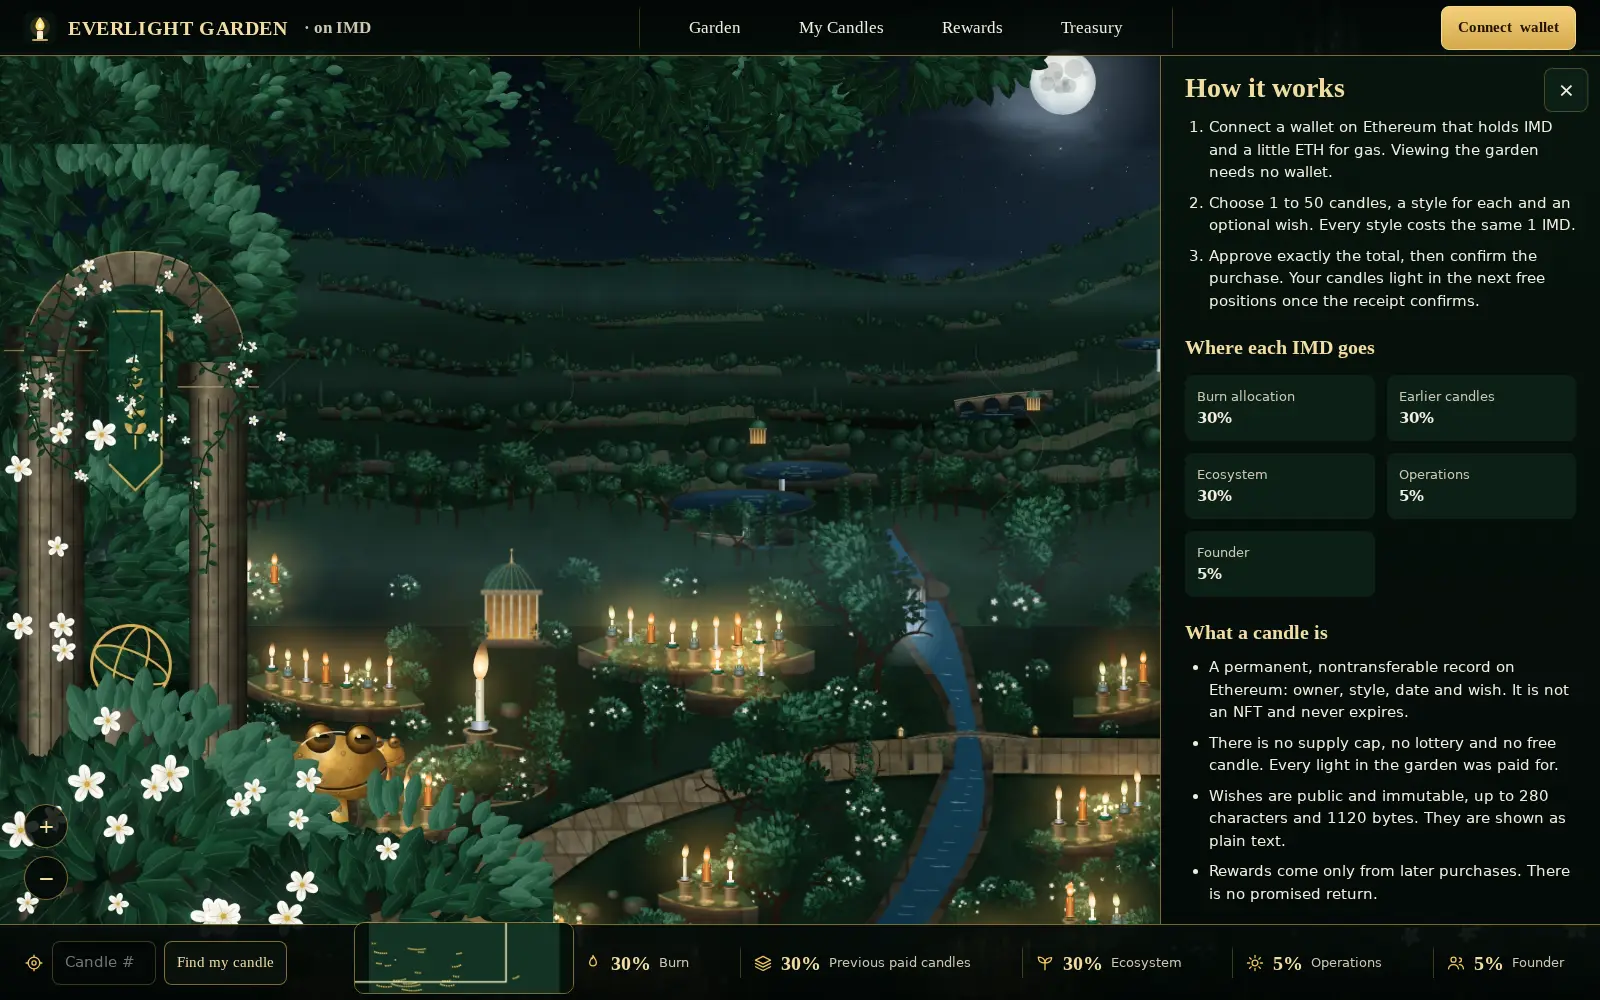 EVERLIGHT GARDEN · on IMD
Garden
My Candles
Rewards
Treasury
Connect wallet
How it works
1. Connect a wallet on Ethereum that holds IMD
and a little ETH for gas. Viewing the garden
needs no wallet.
2. Choose 1 to 50 candles, a style for each and an
optional wish. Every style costs the same 1 IMD.
3. Approve exactly the total, then confirm the
purchase. Your candles light in the next free
positions once the receipt confirms.
Where each IMD goes
Burn allocation
30%
Earlier candles
30%
Ecosystem
30%
Operations
5%
Founder
5%
What a candle is
• A permanent, nontransferable record on
Ethereum: owner, style, date and wish. It is not
an NFT and never expires.
• There is no supply cap, no lottery and no free
candle. Every light in the garden was paid for.
• Wishes are public and immutable, up to 280
characters and 1120 bytes. They are shown as
plain text.
• Rewards come only from later purchases. There
is no promised return.
Candle #
Find my candle
30% Burn
30% Previous paid candles
30% Ecosystem
5% Operations
5% Founder